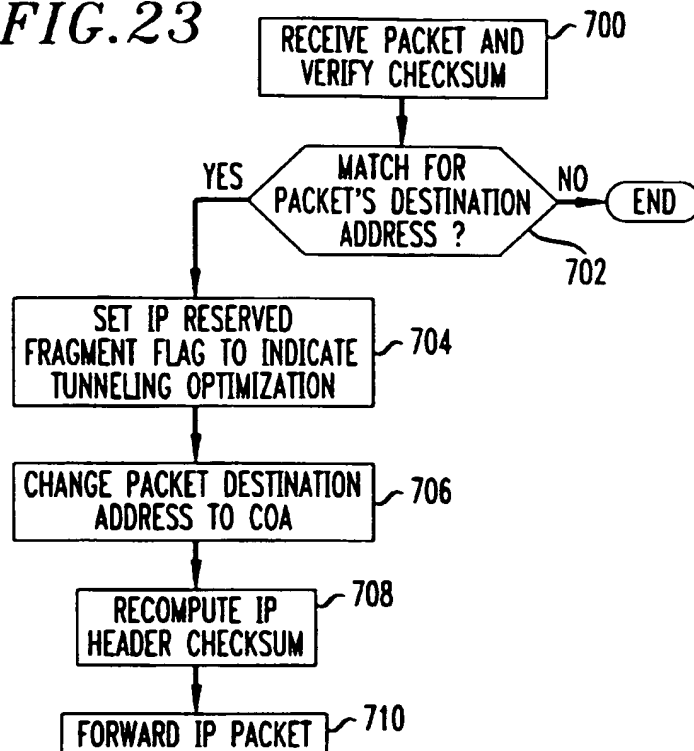 FIG.23
RECEIVE PACKET AND
VERIFY CHECKSUM
700
MATCH FOR
PACKET'S DESTINATION
ADDRESS ?
702
YES
NO
END
SET IP RESERVED
FRAGMENT FLAG TO INDICATE
TUNNELING OPTIMIZATION
704
CHANGE PACKET DESTINATION
ADDRESS TO COA
706
RECOMPUTE IP
HEADER CHECKSUM
708
FORWARD IP PACKET
710